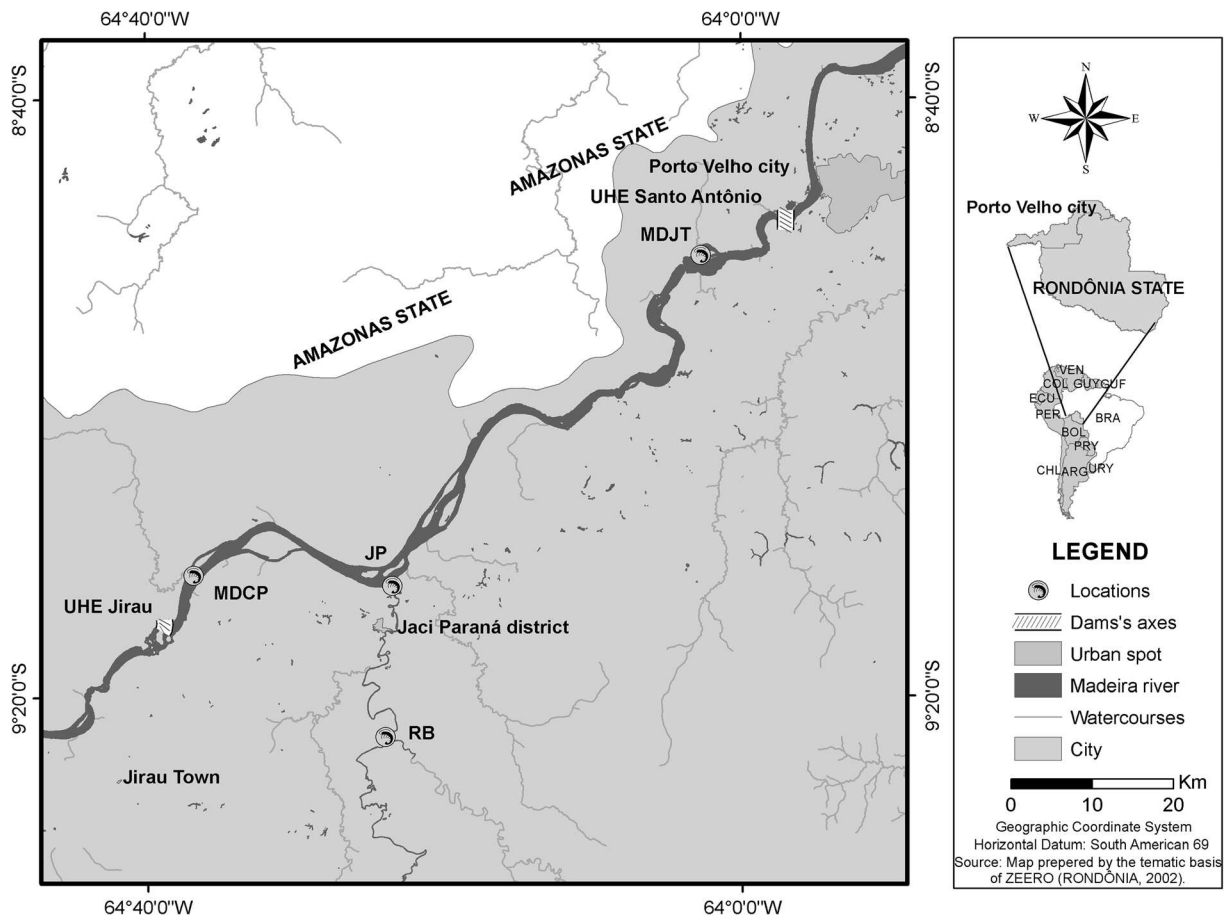 64°40'0"W
64°0'0"W
8°40'0"S
8°40'0"S
AMAZONAS STATE
Porto Velho city
UHE Santo Antônio
MDJT
AMAZONAS STATE
JP
MDCP
UHE Jirau
Jaci Paraná district
9°20'0"S
9°20'0"S
RB
Jirau Town
64°40'0"W
64°0'0"W
N
W
E
S
Porto Velho city
RONDÔNIA STATE
VEN
COL GUYGUF
ECU
PER
BRA
BOL
PRY
CHLARG URY
LEGEND
Locations
Dams's axes
Urban spot
Madeira river
Watercourses
City
Km
0 10 20
Geographic Coordinate System
Horizontal Datum: South American 69
Source: Map prepered by the tematic basis
of ZEERO (RONDÔNIA, 2002).